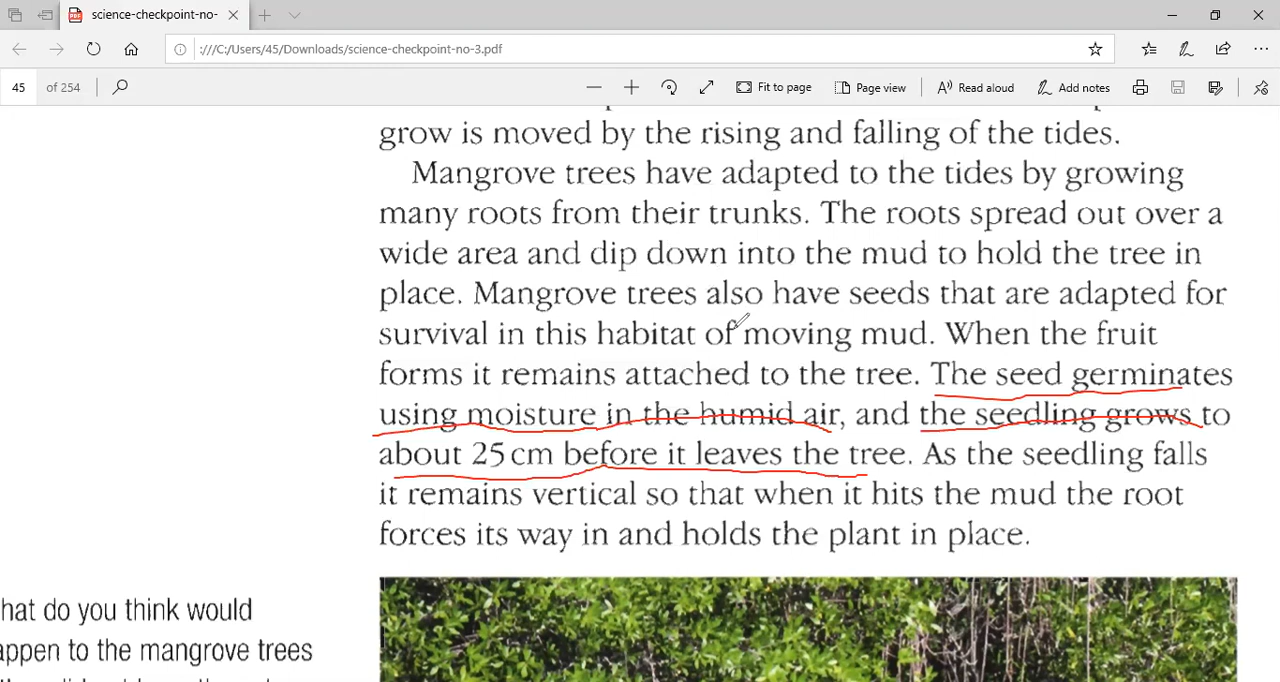 science-checkpoint-no-
:///C:/Users/45/Downloads/science-checkpoint-no-3.pdf
45 of 254
Fit to page
Page view
Read aloud
Add notes
grow is moved by the rising and falling of the tides.
Mangrove trees have adapted to the tides by growing
many roots from their trunks. The roots spread out over a
wide area and dip down into the mud to hold the tree in
place. Mangrove trees also have seeds that are adapted for
survival in this habitat of moving mud. When the fruit
forms it remains attached to the tree. The seed germinates
using moisture in the humid air, and the seedling grows to
about 25 cm before it leaves the tree. As the seedling falls
it remains vertical so that when it hits the mud the root
forces its way in and holds the plant in place.
hat do you think would
appen to the mangrove trees